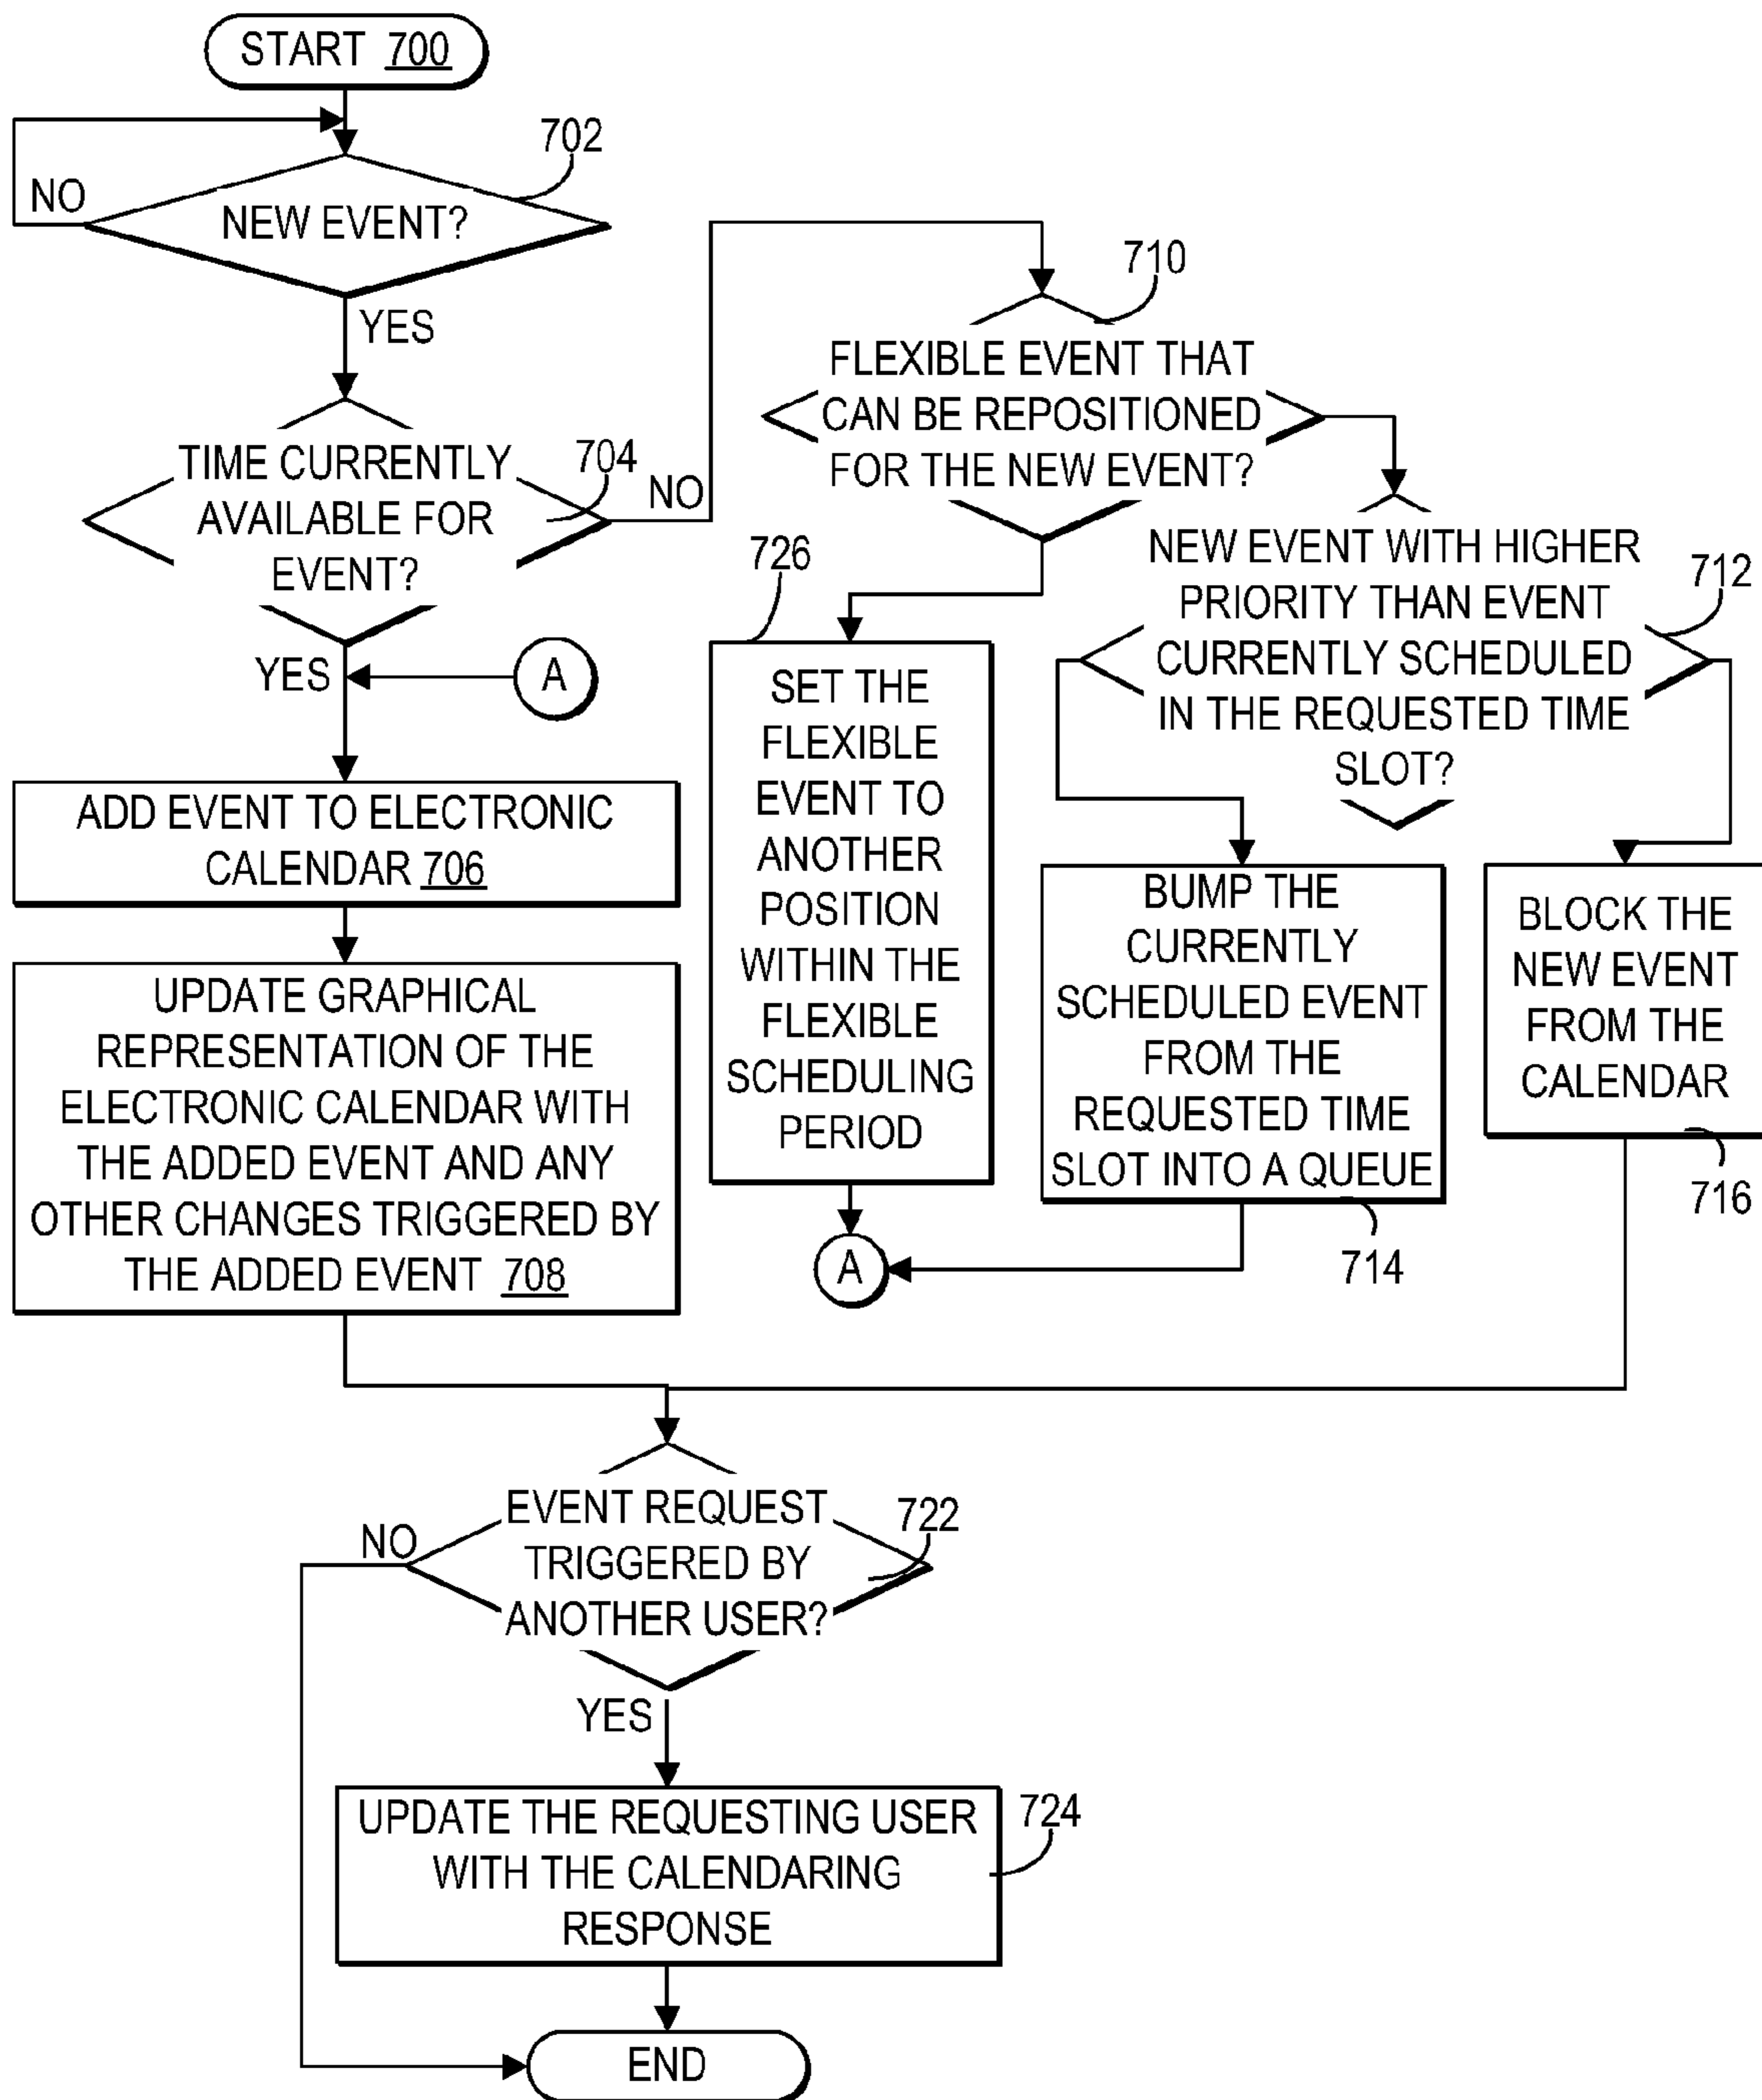 START 700
702
NO
NEW EVENT?
YES
TIME CURRENTLY
AVAILABLE FOR
EVENT?
704
NO
YES
A
ADD EVENT TO ELECTRONIC
CALENDAR 706
UPDATE GRAPHICAL
REPRESENTATION OF THE
ELECTRONIC CALENDAR WITH
THE ADDED EVENT AND ANY
OTHER CHANGES TRIGGERED BY
THE ADDED EVENT 708
710
FLEXIBLE EVENT THAT
CAN BE REPOSITIONED
FOR THE NEW EVENT?
726
SET THE
FLEXIBLE
EVENT TO
ANOTHER
POSITION
WITHIN THE
FLEXIBLE
SCHEDULING
PERIOD
A
712
NEW EVENT WITH HIGHER
PRIORITY THAN EVENT
CURRENTLY SCHEDULED
IN THE REQUESTED TIME
SLOT?
BUMP THE
CURRENTLY
SCHEDULED EVENT
FROM THE
REQUESTED TIME
SLOT INTO A QUEUE
714
BLOCK THE
NEW EVENT
FROM THE
CALENDAR
716
EVENT REQUEST
TRIGGERED BY
ANOTHER USER?
722
NO
YES
UPDATE THE REQUESTING USER
WITH THE CALENDARING
RESPONSE
724
END